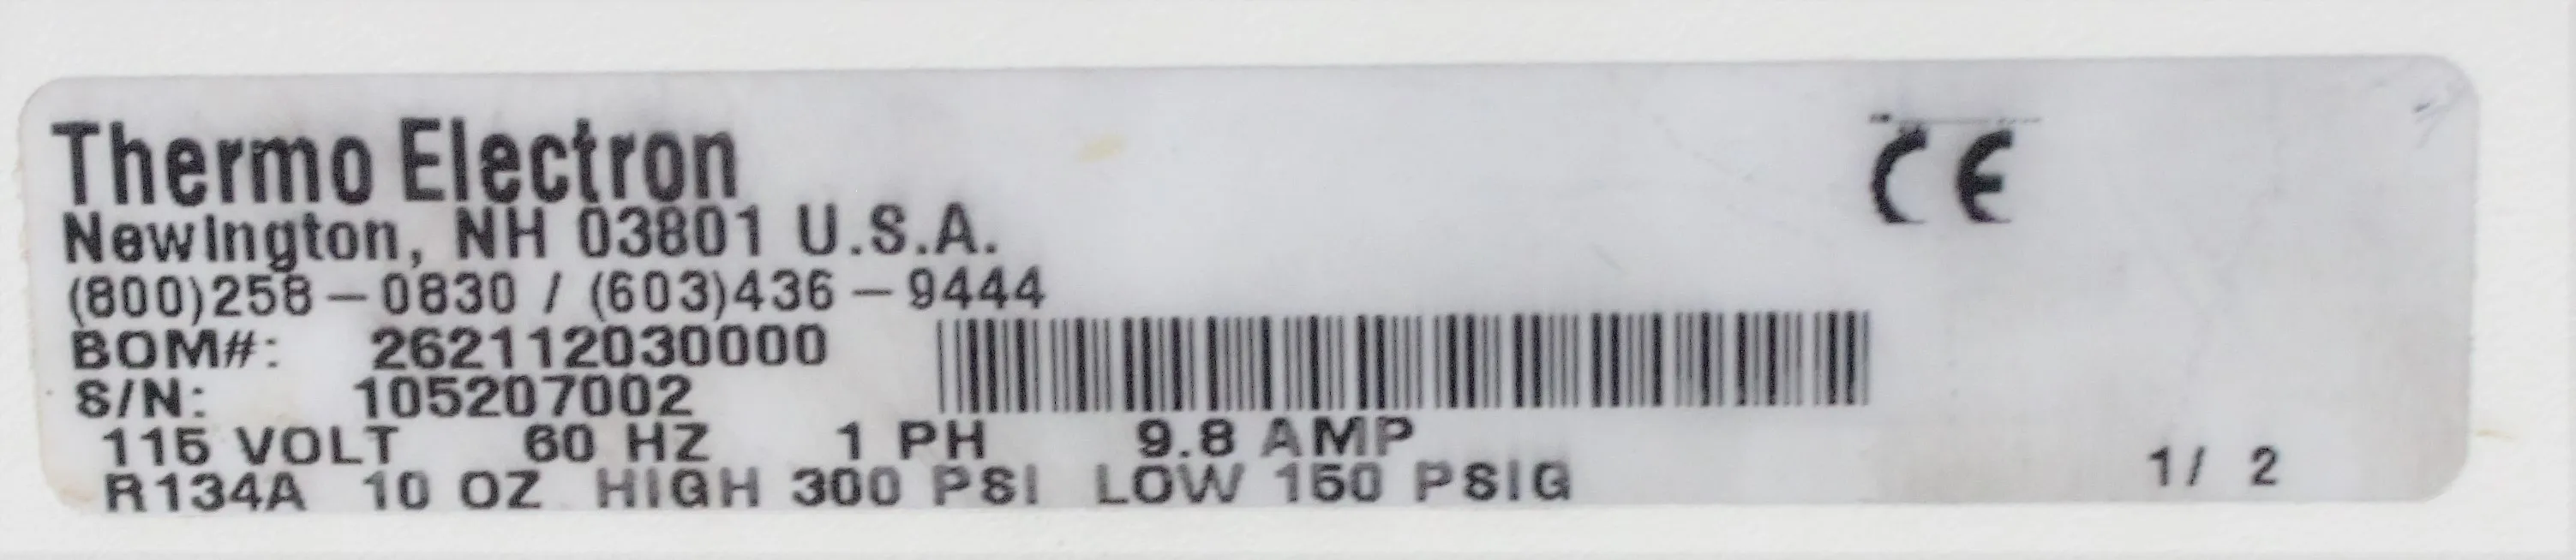 Thermo Electron
Newington, NH 03801 U.S.A.
(800)258-0830 / (603)436-9444
BOM#: 262112030000
S/N: 105207002
115 VOLT 60 HZ 1 PH 9.8 AMP
R134A 10 OZ HIGH 300 PSI LOW 150 PSIG
CE
1/ 2